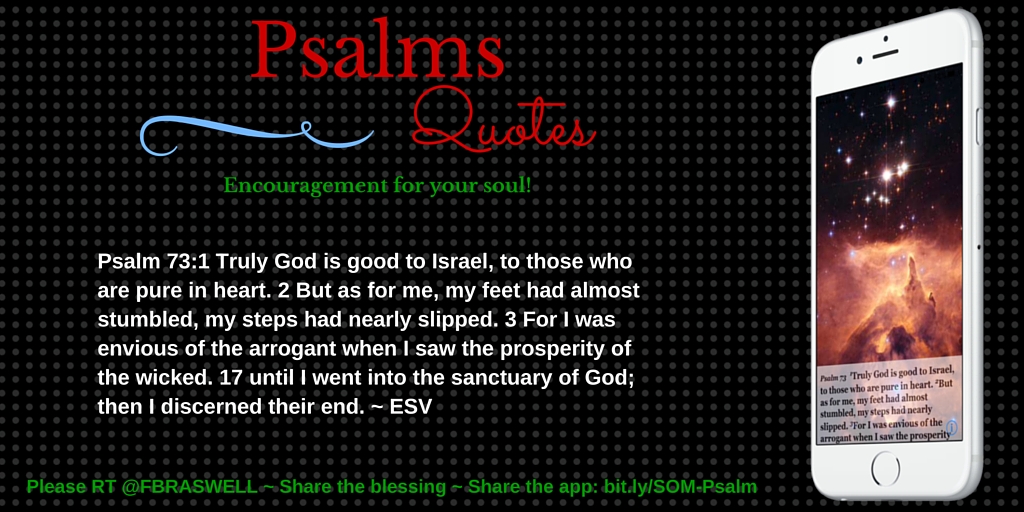 Psalms
Quotes
Encouragement for your soul!
Psalm 73:1 Truly God is good to Israel, to those who
are pure in heart. 2 But as for me, my feet had almost
stumbled, my steps had nearly slipped. 3 For I was
envious of the arrogant when I saw the prosperity of
the wicked. 17 until I went into the sanctuary of God;
then I discerned their end. ~ ESV
Psalm 73 ¹Truly God is good to Israel,
to those who are pure in heart. ²But
as for me, my feet had almost
stumbled, my steps had nearly
slipped. ³For I was envious of the
arrogant when I saw the prosperity
Please RT @FBRASWELL ~ Share the blessing ~ Share the app: bit.ly/SOM-Psalm